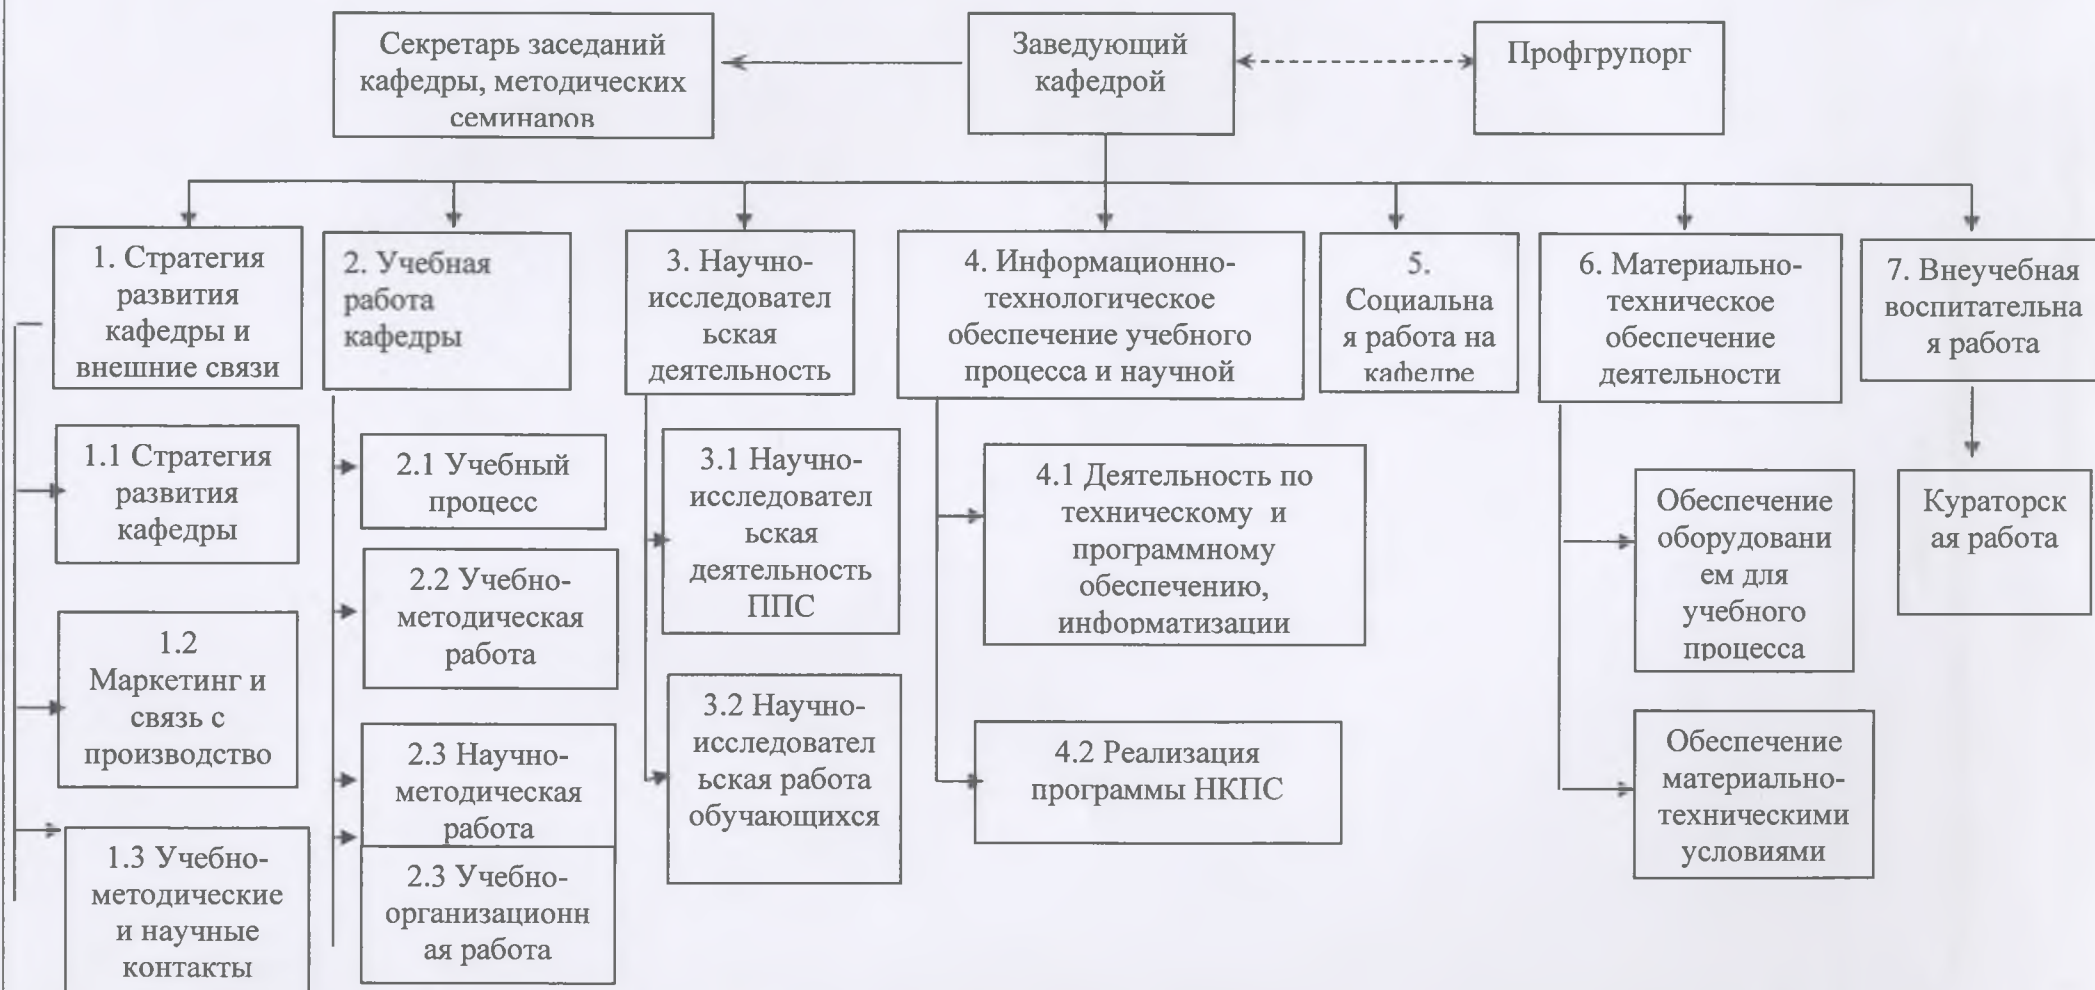 Секретарь заседаний
кафедры, методических
семинаров
Заведующий
кафедрой
Профгрупорг
1. Стратегия
развития
кафедры и
внешние связи
2. Учебная
работа
кафедры
3. Научно-
исследовател
ьская
деятельность
4. Информационно-
технологическое
обеспечение учебного
процесса и научной
5.
Социальна
я работа на
кафедре
6. Материально-
техническое
обеспечение
деятельности
7. Внеучебная
воспитательна
я работа
1.1 Стратегия
развития
кафедры
1.2
Маркетинг и
связь с
производство
1.3 Учебно-
методические
и научные
контакты
2.1 Учебный
процесс
2.2 Учебно-
методическая
работа
2.3 Научно-
методическая
работа
2.3 Учебно-
организационн
ая работа
3.1 Научно-
исследовател
ьская
деятельность
ППС
3.2 Научно-
исследовател
ьская работа
обучающихся
4.1 Деятельность по
техническому и
программному
обеспечению,
информатизации
4.2 Реализация
программы НКПС
Обеспечение
оборудовани
ем для
учебного
процесса
Обеспечение
материально-
техническими
условиями
Кураторск
ая работа